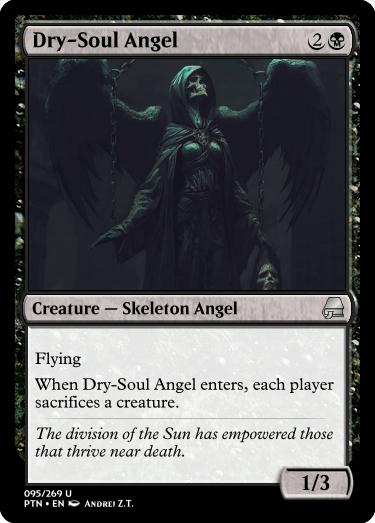 Dry-Soul Angel 2
Creature — Skeleton Angel
Flying
When Dry-Soul Angel enters, each player
sacrifices a creature.
The division of the Sun has empowered those
that thrive near death.
1/3
095/269 U
PTN • EN Andrei Z.T.